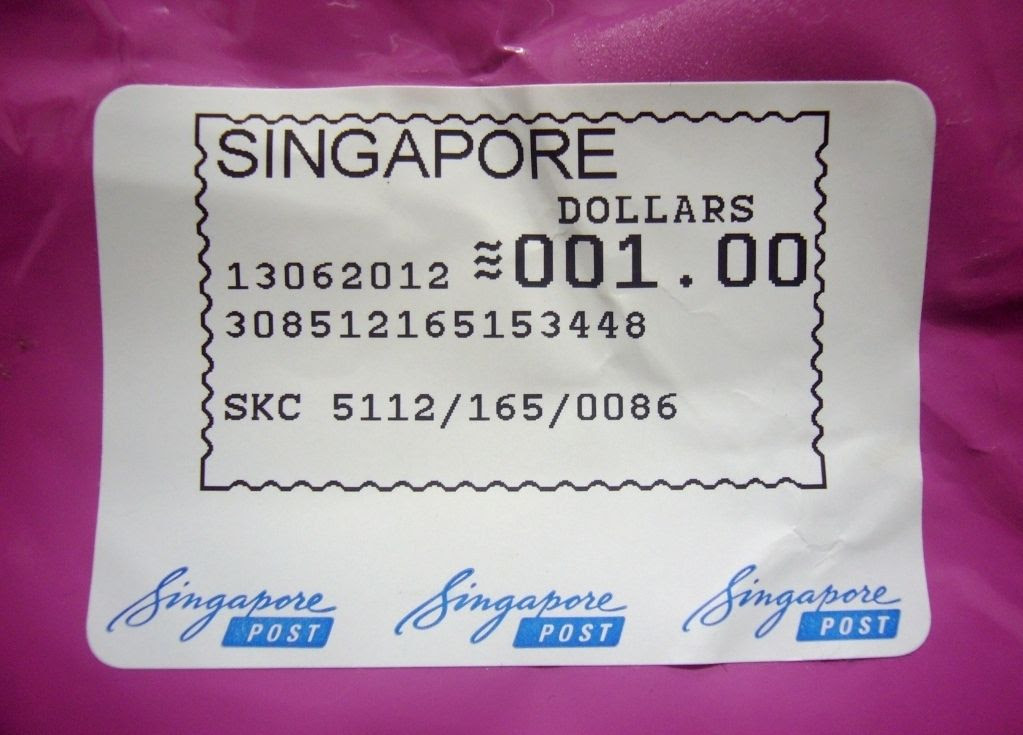 SINGAPORE
DOLLARS
13062012 ≋001.00
308512165153448
SKC 5112/165/0086
Singapore POST Singapore POST Singapore POST